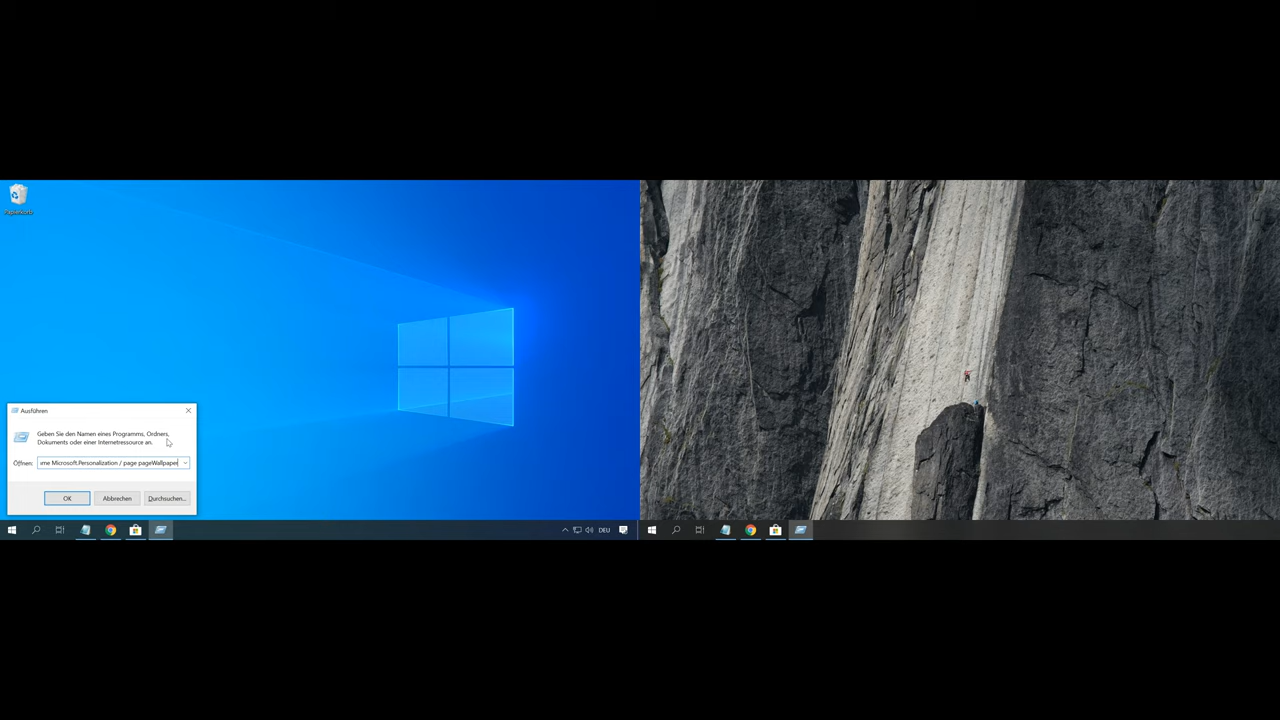 Papierkorb
Ausführen
Geben Sie den Namen eines Programms, Ordners,
Dokuments oder einer Internetressource an.
Öffnen:
me Microsoft.Personalization / page pageWallpaper
OK
Abbrechen
Durchsuchen...
DEU